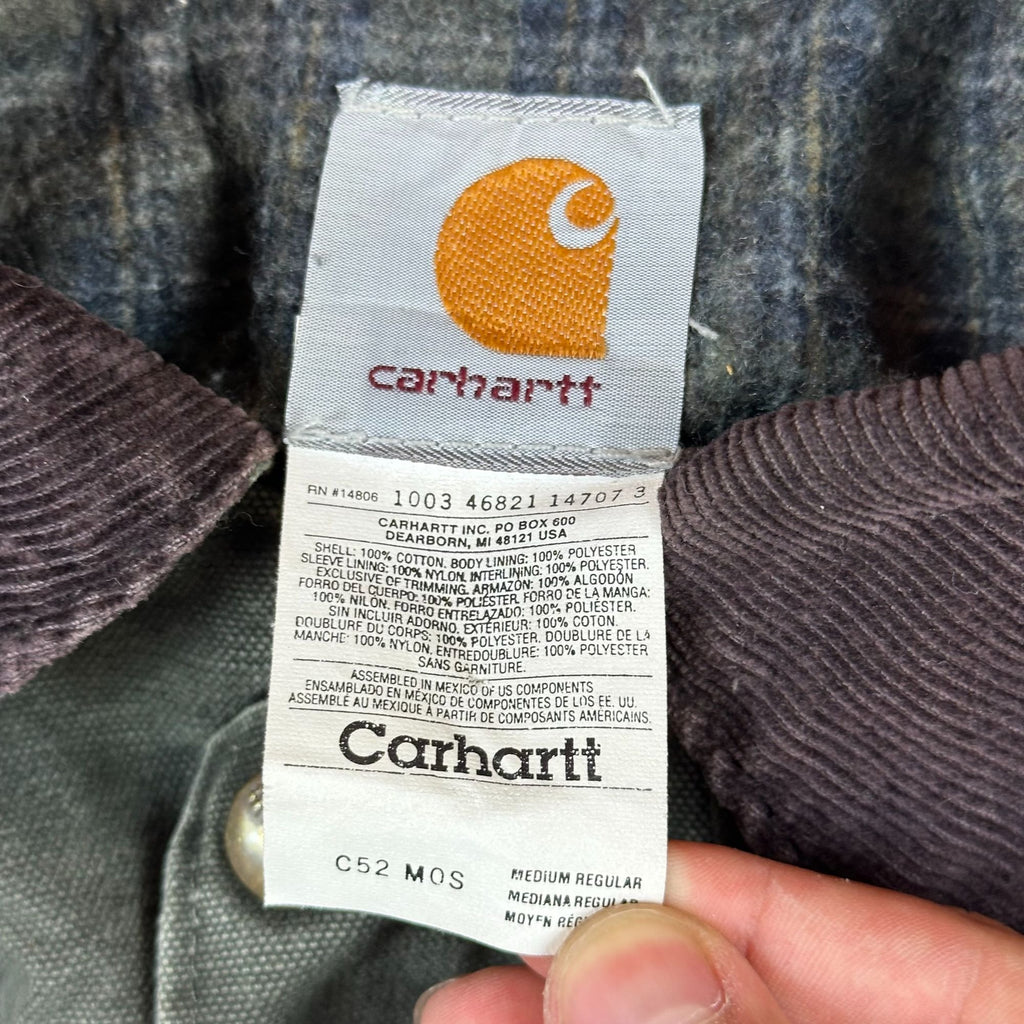 carhartt
RN #14806 1003 46821 14707 3
CARHARTT INC. PO BOX 600
DEARBORN, MI 48121 USA
SHELL: 100% COTTON. BODY LINING: 100% POLYESTER
SLEEVE LINING: 100% NYLON. INTERLINING: 100% POLYESTER.
EXCLUSIVE OF TRIMMING. ARMAZÓN: 100% ALGODÓN
FORRO DEL CUERPO: 100% POLIÉSTER. FORRO DE LA MANGA:
100% NILON. FORRO ENTRELAZADO: 100% POLIÉSTER.
SIN INCLUIR ADORNO. EXTÉRIEUR: 100% COTON.
DOUBLURE DU CORPS: 100% POLYESTER. DOUBLURE DE LA
MANCHE: 100% NYLON. ENTREDOUBLURE: 100% POLYESTER
SANS GARNITURE.
ASSEMBLED IN MEXICO OF US COMPONENTS
ENSAMBLADO EN MÉXICO DE COMPONENTES DE LOS EE. UU.
ASSEMBLÉ AU MEXIQUE À PARTIR DE COMPOSANTS AMÉRICAINS.
Carhartt
C52 MOS
MEDIUM REGULAR
MEDIANA REGULAR
MOYEN